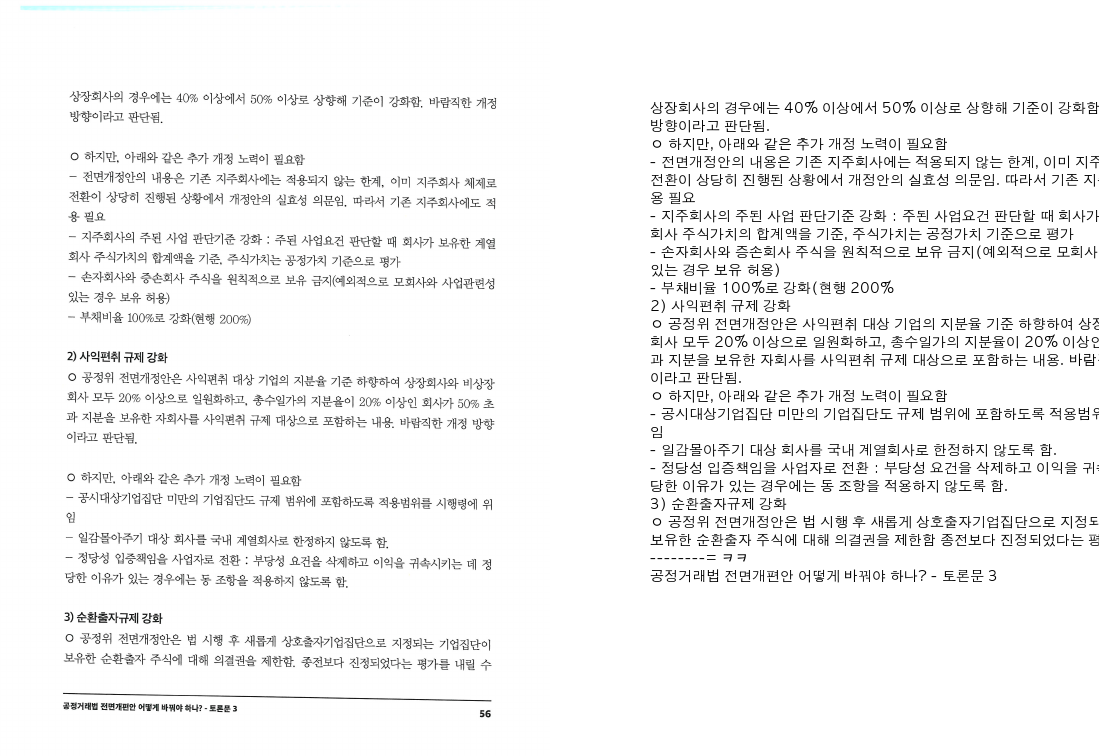 상장회사의 경우에는 40% 이상에서 50% 이상로 상향해 기준이 강화함. 바람직한 개정
방향이라고 판단됨.
ㅇ 하지만, 아래와 같은 추가 개정 노력이 필요함
- 전면개정안의 내용은 기존 지주회사에는 적용되지 않는 한계, 이미 지주회사 체제로
전환이 상당히 진행된 상황에서 개정안의 실효성 의문임. 따라서 기존 지주회사에도 적
용 필요
- 지주회사의 주된 사업 판단기준 강화 : 주된 사업요건 판단할 때 회사가 보유한 계열
회사 주식가치의 합계액을 기준, 주식가치는 공정가치 기준으로 평가
- 손자회사와 증손회사 주식을 원칙적으로 보유 금지(예외적으로 모회사와 사업관련성
있는 경우 보유 허용)
- 부채비율 100%로 강화(현행 200%)
2) 사익편취 규제 강화
ㅇ 공정위 전면개정안은 사익편취 대상 기업의 지분율 기준 하향하여 상장회사와 비상장
회사 모두 20% 이상으로 일원화하고, 총수일가의 지분율이 20% 이상인 회사가 50% 초
과 지분을 보유한 자회사를 사익편취 규제 대상으로 포함하는 내용. 바람직한 개정 방향
이라고 판단됨.
ㅇ 하지만, 아래와 같은 추가 개정 노력이 필요함
- 공시대상기업집단 미만의 기업집단도 규제 범위에 포함하도록 적용범위를 시행령에 위
임
- 일감몰아주기 대상 회사를 국내 계열회사로 한정하지 않도록 함.
- 정당성 입증책임을 사업자로 전환 : 부당성 요건을 삭제하고 이익을 귀속시키는 데 정
당한 이유가 있는 경우에는 동 조항을 적용하지 않도록 함.
3) 순환출자규제 강화
ㅇ 공정위 전면개정안은 법 시행 후 새롭게 상호출자기업집단으로 지정되는 기업집단이
보유한 순환출자 주식에 대해 의결권을 제한함. 종전보다 진정되었다는 평가를 내릴 수
공정거래법 전면개편안 어떻게 바꿔야 하나? - 토론문 3
56
상장회사의 경우에는 40% 이상에서 50% 이상로 상향해 기준이 강화함
방향이라고 판단됨.
ㅇ 하지만, 아래와 같은 추가 개정 노력이 필요함
- 전면개정안의 내용은 기존 지주회사에는 적용되지 않는 한계, 이미 지주
전환이 상당히 진행된 상황에서 개정안의 실효성 의문임. 따라서 기존 지
용 필요
- 지주회사의 주된 사업 판단기준 강화 : 주된 사업요건 판단할 때 회사가
회사 주식가치의 합계액을 기준, 주식가치는 공정가치 기준으로 평가
- 손자회사와 증손회사 주식을 원칙적으로 보유 금지(예외적으로 모회사
있는 경우 보유 허용)
- 부채비율 100%로 강화(현행 200%
2) 사익편취 규제 강화
ㅇ 공정위 전면개정안은 사익편취 대상 기업의 지분율 기준 하향하여 상장
회사 모두 20% 이상으로 일원화하고, 총수일가의 지분율이 20% 이상인
과 지분을 보유한 자회사를 사익편취 규제 대상으로 포함하는 내용. 바람
이라고 판단됨.
ㅇ 하지만, 아래와 같은 추가 개정 노력이 필요함
- 공시대상기업집단 미만의 기업집단도 규제 범위에 포함하도록 적용범위
임
- 일감몰아주기 대상 회사를 국내 계열회사로 한정하지 않도록 함.
- 정당성 입증책임을 사업자로 전환 : 부당성 요건을 삭제하고 이익을 귀속
당한 이유가 있는 경우에는 동 조항을 적용하지 않도록 함.
3) 순환출자규제 강화
ㅇ 공정위 전면개정안은 법 시행 후 새롭게 상호출자기업집단으로 지정되
보유한 순환출자 주식에 대해 의결권을 제한함 종전보다 진정되었다는 평
--------= ㅋㅋ
공정거래법 전면개편안 어떻게 바꿔야 하나? - 토론문 3